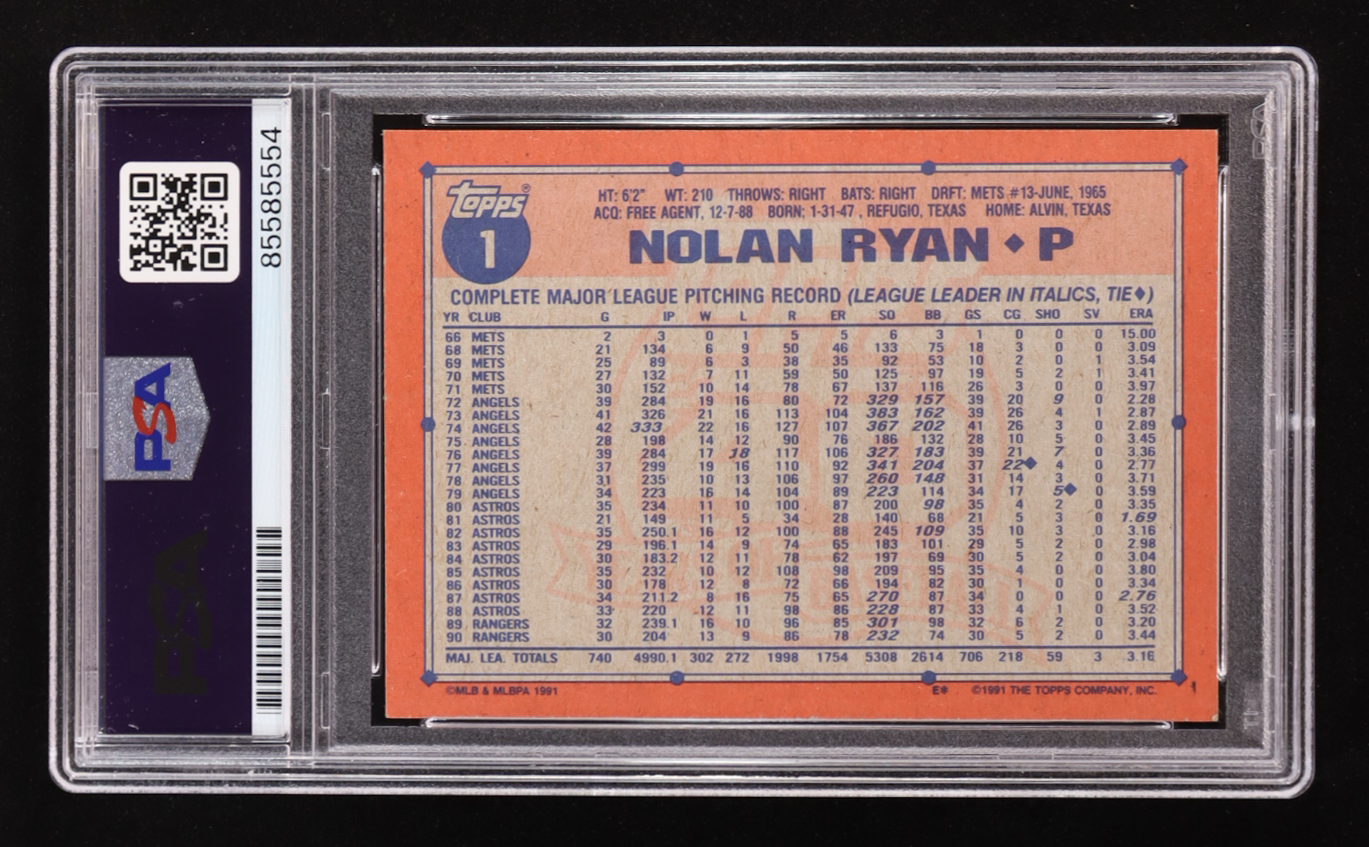 85585554
PSA
PSA
Topps®
1
HT: 6'2" WT: 210 THROWS: RIGHT BATS: RIGHT DRFT: METS #13-JUNE, 1965
ACQ: FREE AGENT, 12-7-88 BORN: 1-31-47, REFUGIO, TEXAS HOME: ALVIN, TEXAS
NOLAN RYAN ♦ P
COMPLETE MAJOR LEAGUE PITCHING RECORD (LEAGUE LEADER IN ITALICS, TIE♦)
YR CLUB G IP W L R ER SO BB GS CG SHO SV ERA
66 METS 2 3 0 1 5 5 6 3 1 0 0 0 15.00
68 METS 21 134 6 9 50 46 133 75 18 3 0 0 3.09
69 METS 25 89 6 3 38 35 92 53 10 2 0 1 3.54
70 METS 27 132 7 11 59 50 125 97 19 5 2 1 3.41
71 METS 30 152 10 14 78 67 137 116 26 3 0 0 3.97
72 ANGELS 39 284 19 16 80 72 329 157 39 20 9 0 2.28
73 ANGELS 41 326 21 16 113 104 383 162 39 26 4 1 2.87
74 ANGELS 42 333 22 16 127 107 367 202 41 26 3 0 2.89
75 ANGELS 28 198 14 12 90 76 186 132 28 10 5 0 3.45
76 ANGELS 39 284 17 18 117 106 327 183 39 21 7 0 3.36
77 ANGELS 37 299 19 16 110 92 341 204 37 22♦ 4 0 2.77
78 ANGELS 31 235 10 13 106 97 260 148 31 14 3 0 3.71
79 ANGELS 34 223 16 14 104 89 223 114 34 17 5♦ 0 3.59
80 ASTROS 35 234 11 10 100 87 200 98 35 4 2 0 3.35
81 ASTROS 21 149 11 5 34 28 140 68 21 5 3 0 1.69
82 ASTROS 35 250.1 16 12 100 88 245 109 35 10 3 0 3.16
83 ASTROS 29 196.1 14 9 74 65 183 101 29 5 2 0 2.98
84 ASTROS 30 183.2 12 11 78 62 197 69 30 5 2 0 3.04
85 ASTROS 35 232 10 12 108 98 209 95 35 4 0 0 3.80
86 ASTROS 30 178 12 8 72 66 194 82 30 1 0 0 3.34
87 ASTROS 34 211.2 8 16 75 65 270 87 34 0 0 0 2.76
88 ASTROS 33 220 12 11 98 86 228 87 33 4 1 0 3.52
89 RANGERS 32 239.1 16 10 96 85 301 98 32 6 2 0 3.20
90 RANGERS 30 204 13 9 86 78 232 74 30 5 2 0 3.44
MAJ. LEA. TOTALS 740 4990.1 302 272 1998 1754 5308 2614 706 218 59 3 3.16
©MLB & MLBPA 1991 E* ©1991 THE TOPPS COMPANY, INC.